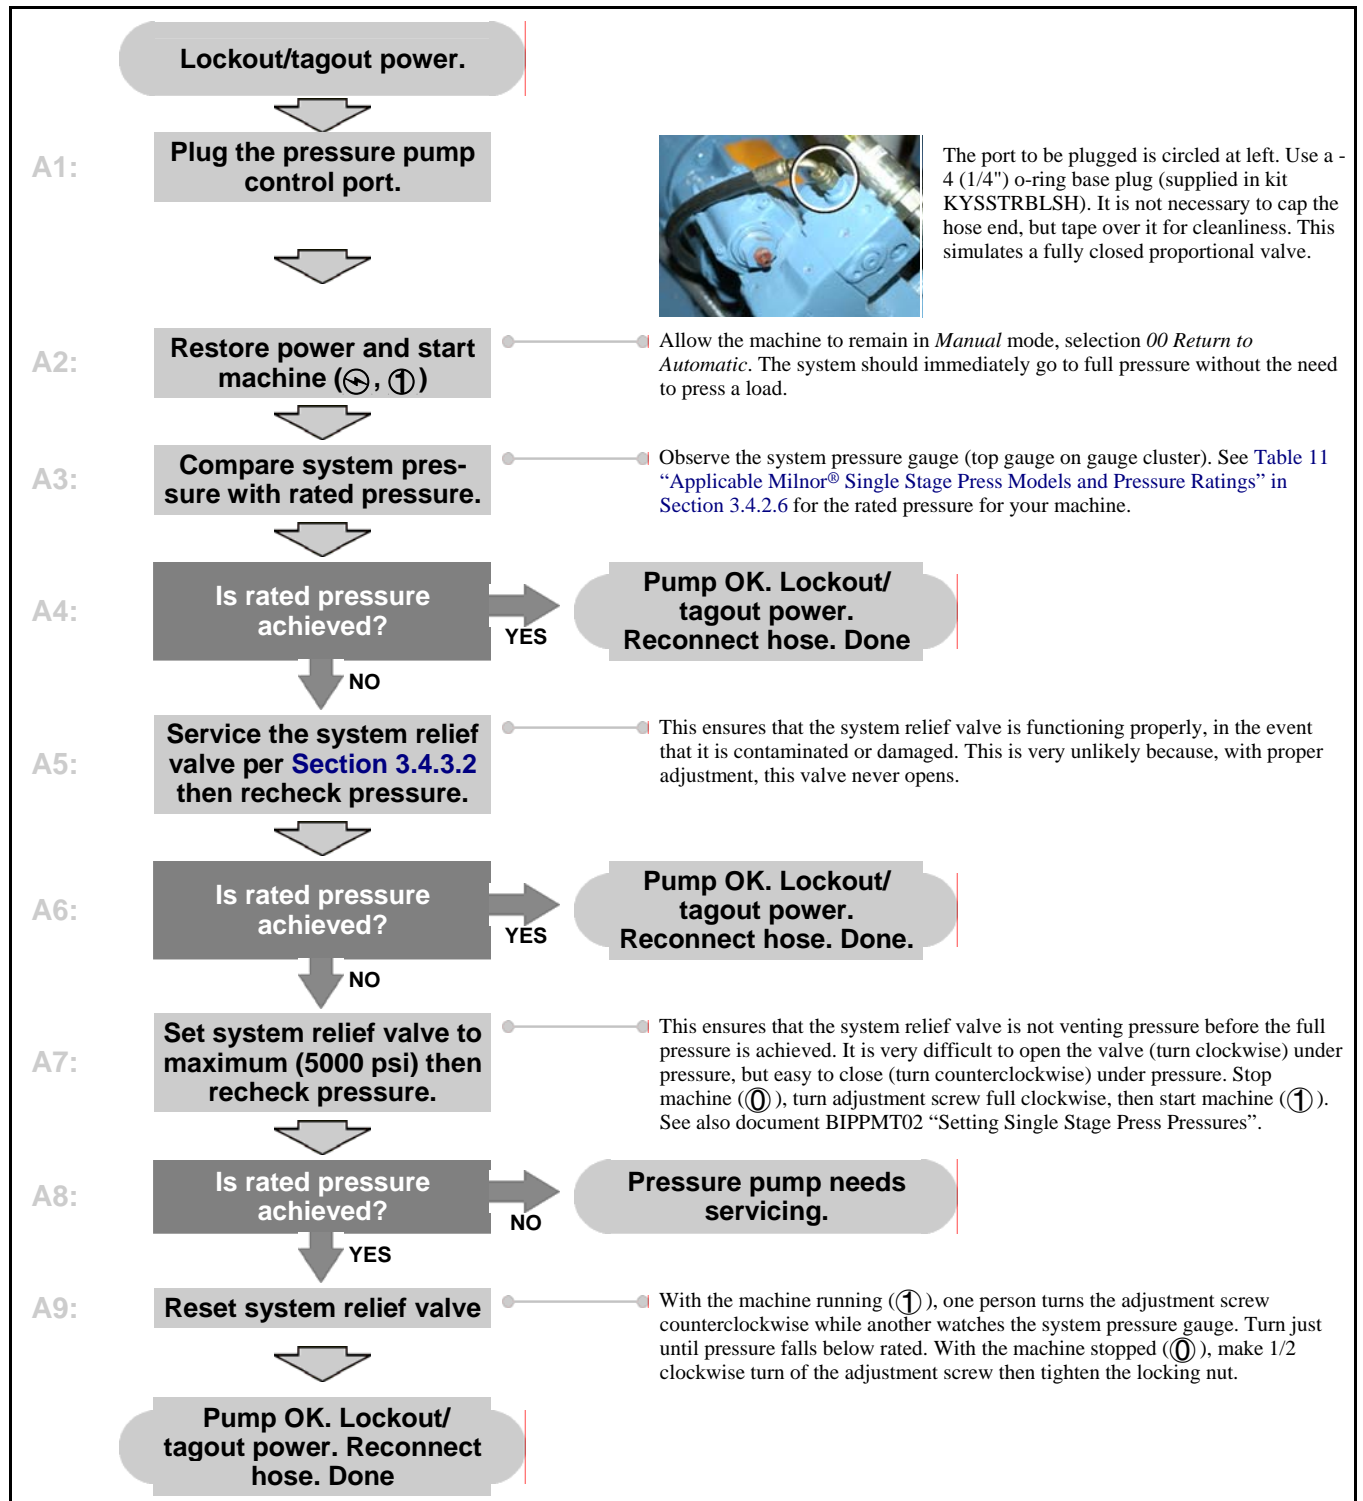 Lockout/tagout power.
A1:
Plug the pressure pump
control port.
The port to be plugged is circled at left. Use a -
4 (1/4") o-ring base plug (supplied in kit
KYSSTRBLSH). It is not necessary to cap the
hose end, but tape over it for cleanliness. This
simulates a fully closed proportional valve.
A2:
Restore power and start
machine (, ①)
Allow the machine to remain in Manual mode, selection 00 Return to
Automatic. The system should immediately go to full pressure without the need
to press a load.
A3:
Compare system pres-
sure with rated pressure.
Observe the system pressure gauge (top gauge on gauge cluster). See Table 11
“Applicable Milnor® Single Stage Press Models and Pressure Ratings” in
Section 3.4.2.6 for the rated pressure for your machine.
A4:
Is rated pressure
achieved?
YES
Pump OK. Lockout/
tagout power.
Reconnect hose. Done
NO
A5:
Service the system relief
valve per Section 3.4.3.2
then recheck pressure.
This ensures that the system relief valve is functioning properly, in the event
that it is contaminated or damaged. This is very unlikely because, with proper
adjustment, this valve never opens.
A6:
Is rated pressure
achieved?
YES
Pump OK. Lockout/
tagout power.
Reconnect hose. Done.
NO
A7:
Set system relief valve to
maximum (5000 psi) then
recheck pressure.
This ensures that the system relief valve is not venting pressure before the full
pressure is achieved. It is very difficult to open the valve (turn clockwise) under
pressure, but easy to close (turn counterclockwise) under pressure. Stop
machine (⓪), turn adjustment screw full clockwise, then start machine (①).
See also document BIPPMT02 “Setting Single Stage Press Pressures”.
A8:
Is rated pressure
achieved?
NO
Pressure pump needs
servicing.
YES
A9:
Reset system relief valve
With the machine running (①), one person turns the adjustment screw
counterclockwise while another watches the system pressure gauge. Turn just
until pressure falls below rated. With the machine stopped (⓪), make 1/2
clockwise turn of the adjustment screw then tighten the locking nut.
Pump OK. Lockout/
tagout power. Reconnect
hose. Done